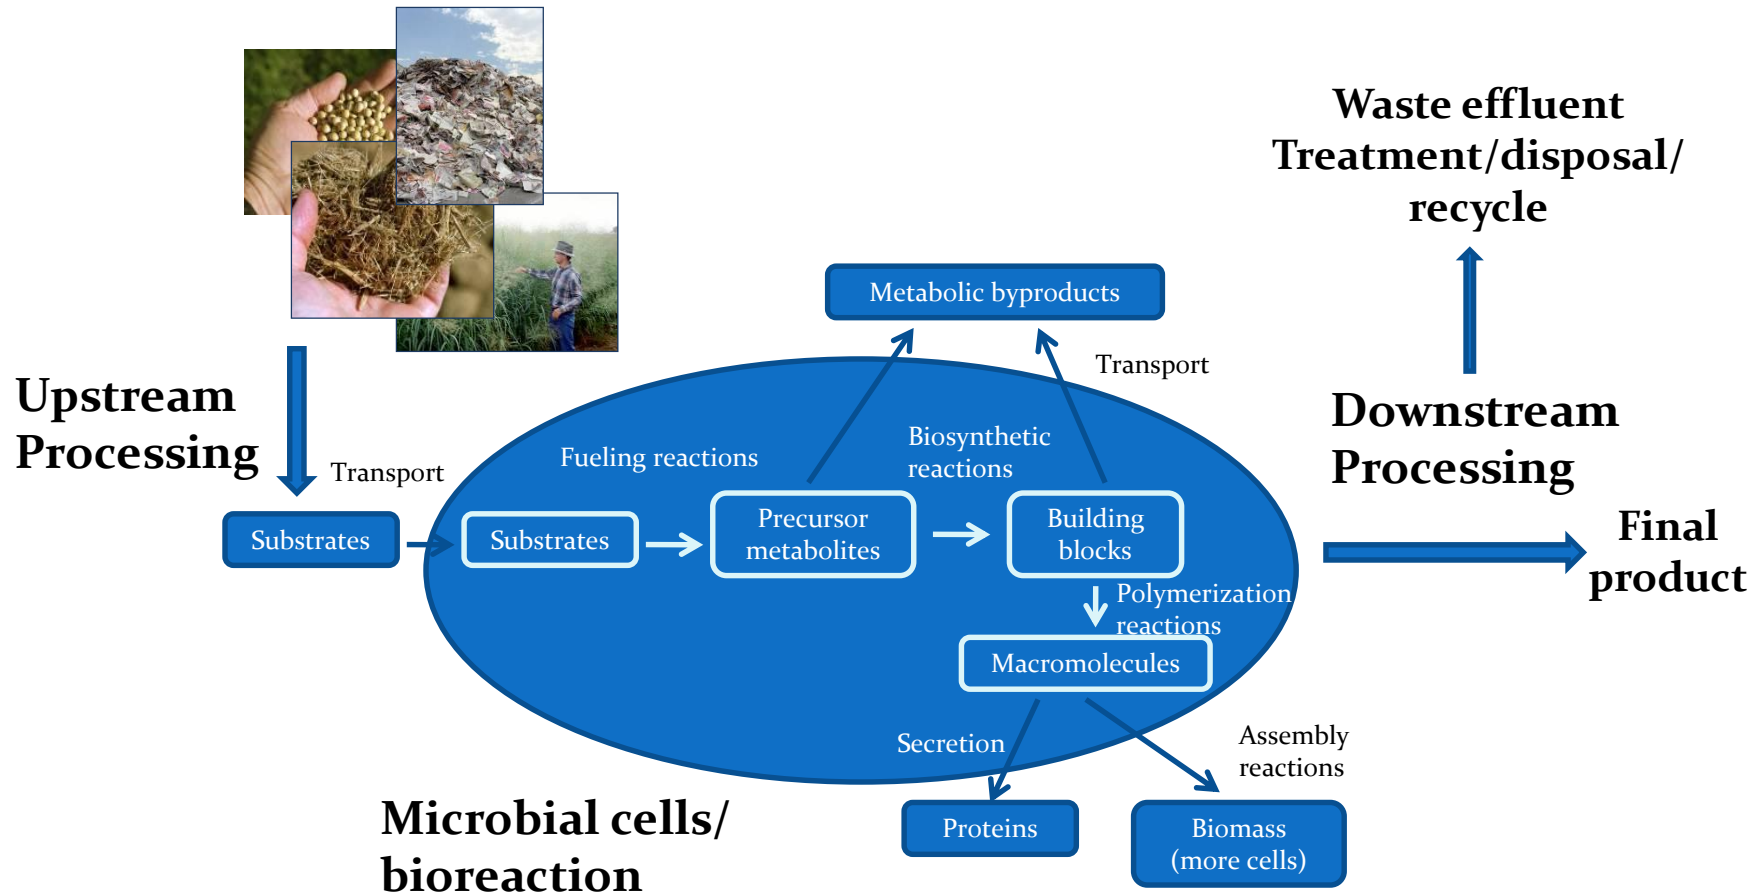 Waste effluent
Treatment/disposal/
recycle
Metabolic byproducts
Transport
Upstream
Processing
Downstream
Processing
Fueling reactions
Biosynthetic
reactions
Transport
Substrates
Substrates
Precursor
metabolites
Building
blocks
Final
product
Polymerization
reactions
Macromolecules
Secretion
Assembly
reactions
Microbial cells/
bioreaction
Proteins
Biomass
(more cells)